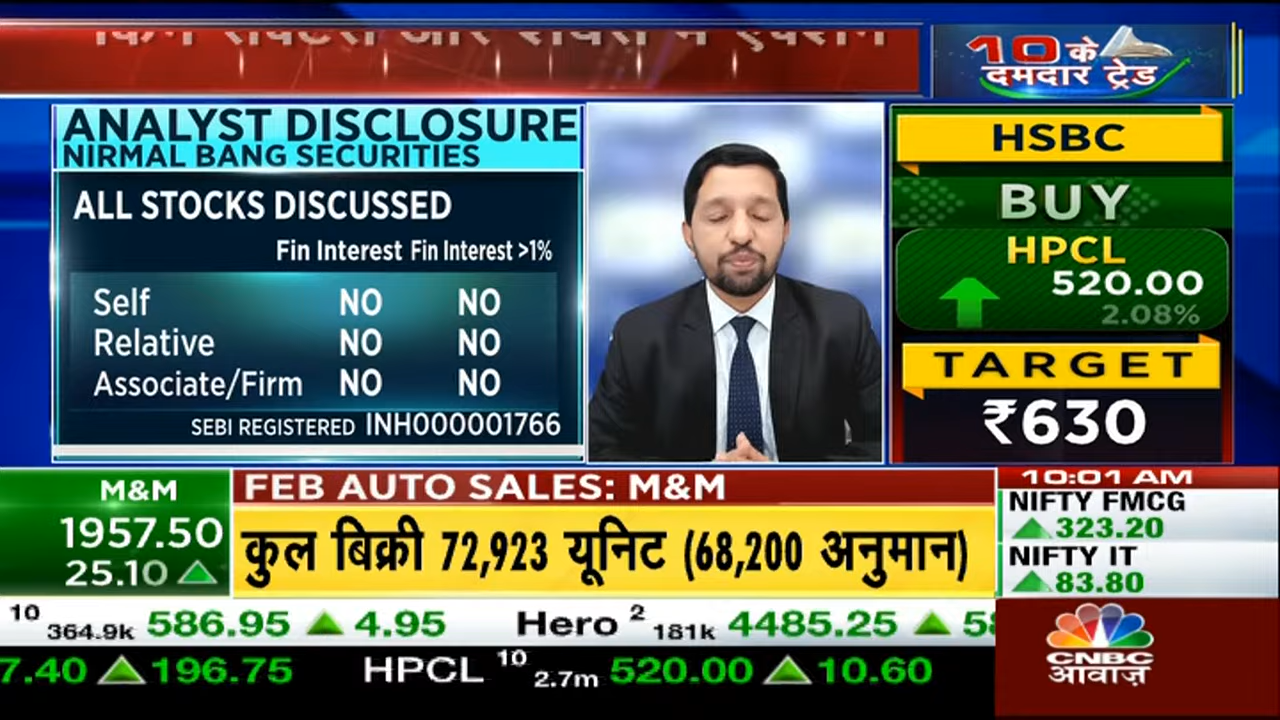 10 के
दमदार ट्रेड
ANALYST DISCLOSURE
NIRMAL BANG SECURITIES
ALL STOCKS DISCUSSED
Fin Interest Fin Interest >1%
Self NO NO
Relative NO NO
Associate/Firm NO NO
SEBI REGISTERED INH000001766
HSBC
BUY
HPCL
520.00
2.08%
TARGET
₹630
M&M
1957.50
25.10
FEB AUTO SALES: M&M
कुल बिक्री 72,923 यूनिट (68,200 अनुमान)
10:01 AM
NIFTY FMCG
323.20
NIFTY IT
83.80
10 364.9k 586.95 4.95 Hero 2 181k 4485.25 58
7.40 196.75 HPCL 10 2.7m 520.00 10.60
CNBC
आवाज़